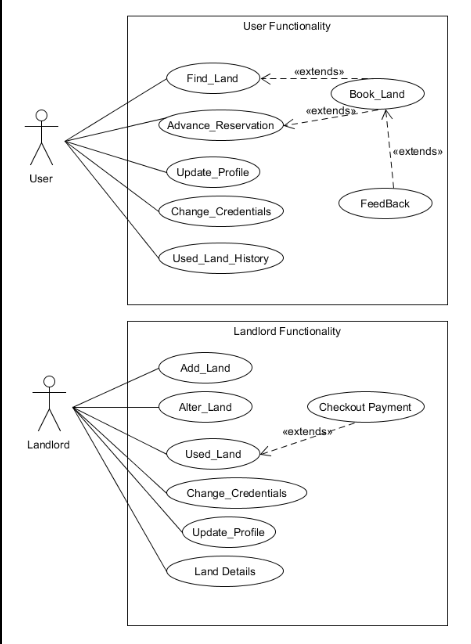 User Functionality
Find_Land
«extends»
Book_Land
«extends»
Advance_Reservation
«extends»
Update_Profile
User
Change_Credentials
FeedBack
Used_Land_History
Landlord Functionality
Add_Land
Alter_Land
Checkout Payment
«extends»
Landlord
Used_Land
Change_Credentials
Update_Profile
Land Details